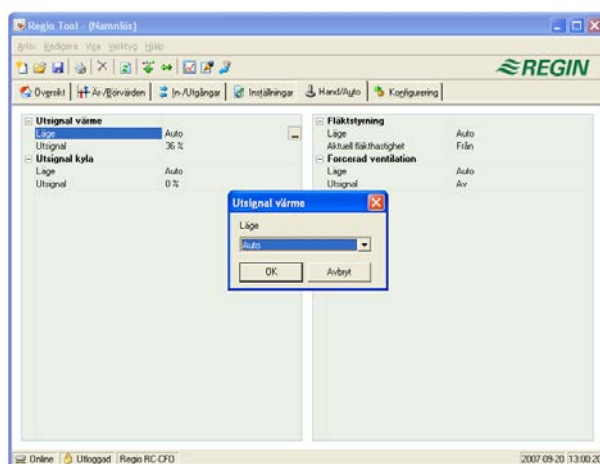 Regio Tool - (Namnlös)
Arkiv Redigera Visa Verktyg Hjälp
REGIN
Översikt Är-/Börvärden In-/Utgångar Inställningar Hand/Auto Konfigurering
Utsignal värme
Läge Auto ...
Utsignal 36 %
Utsignal kyla
Läge Auto
Utsignal 0 %
Fläktstyrning
Läge Auto
Aktuell fläkthastighet Från
Forcerad ventilation
Läge Auto
Utsignal Av
Utsignal värme
Läge
Auto
OK Avbryt
Online Utloggad Regio RC-CFO 2007-09-20 13:00:20